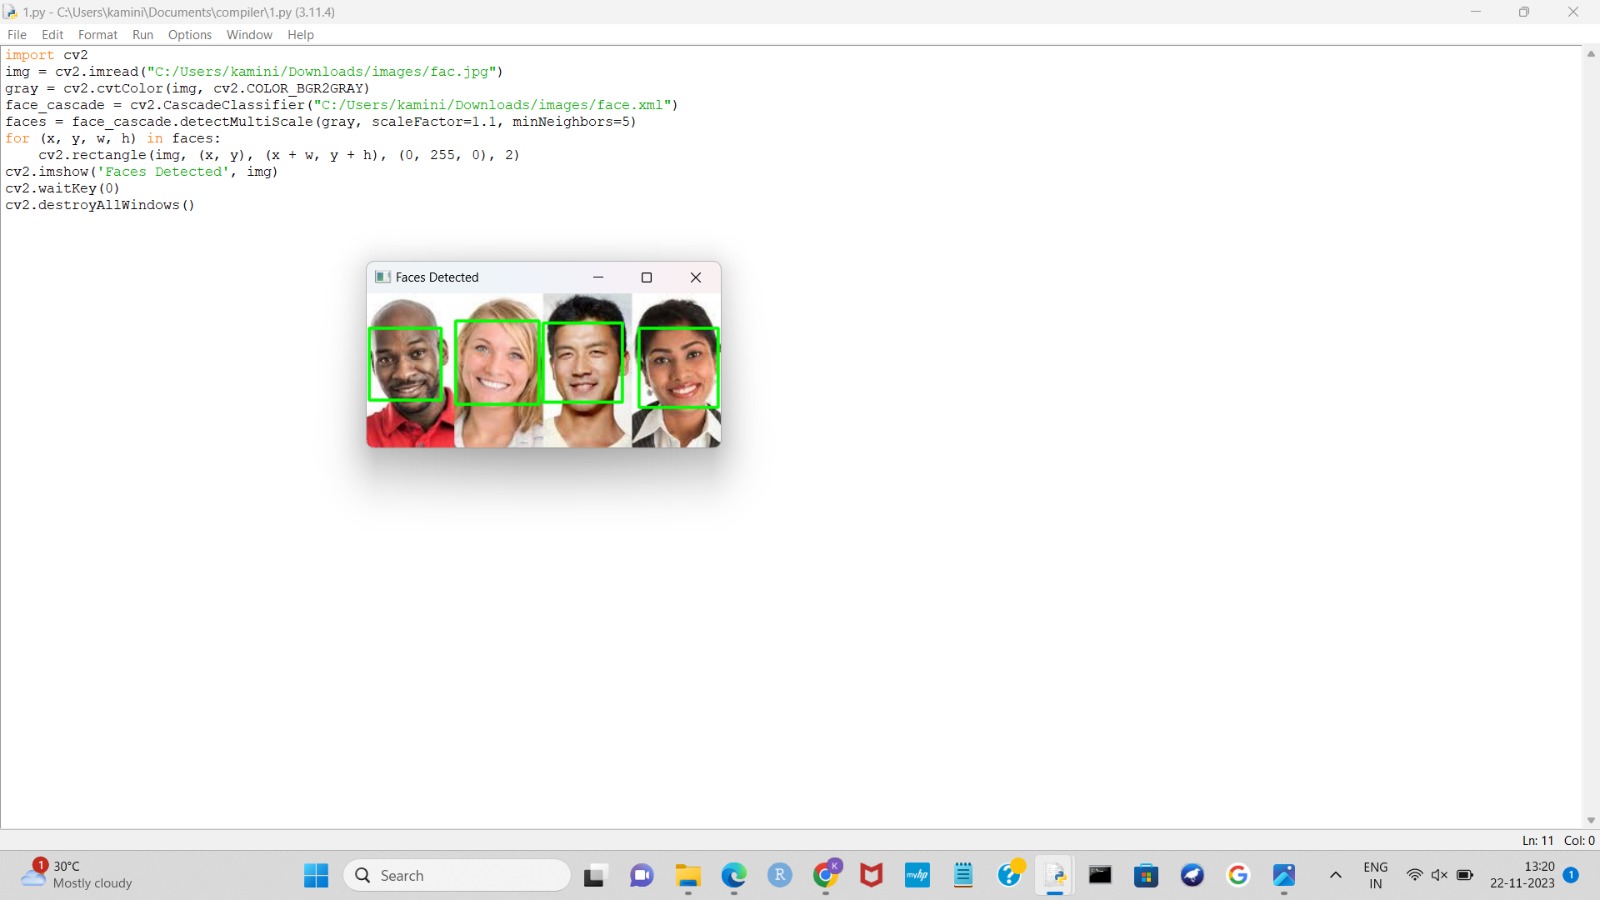 1.py - C:\Users\kamini\Documents\compiler\1.py (3.11.4)
File Edit Format Run Options Window Help
import cv2
img = cv2.imread("C:/Users/kamini/Downloads/images/fac.jpg")
gray = cv2.cvtColor(img, cv2.COLOR_BGR2GRAY)
face_cascade = cv2.CascadeClassifier("C:/Users/kamini/Downloads/images/face.xml")
faces = face_cascade.detectMultiScale(gray, scaleFactor=1.1, minNeighbors=5)
for (x, y, w, h) in faces:
    cv2.rectangle(img, (x, y), (x + w, y + h), (0, 255, 0), 2)
cv2.imshow('Faces Detected', img)
cv2.waitKey(0)
cv2.destroyAllWindows()
Faces Detected
Ln: 11 Col: 0
1
30°C
Mostly cloudy
Search
R
K
myhp
?
G
ENG
IN
13:20
22-11-2023
1